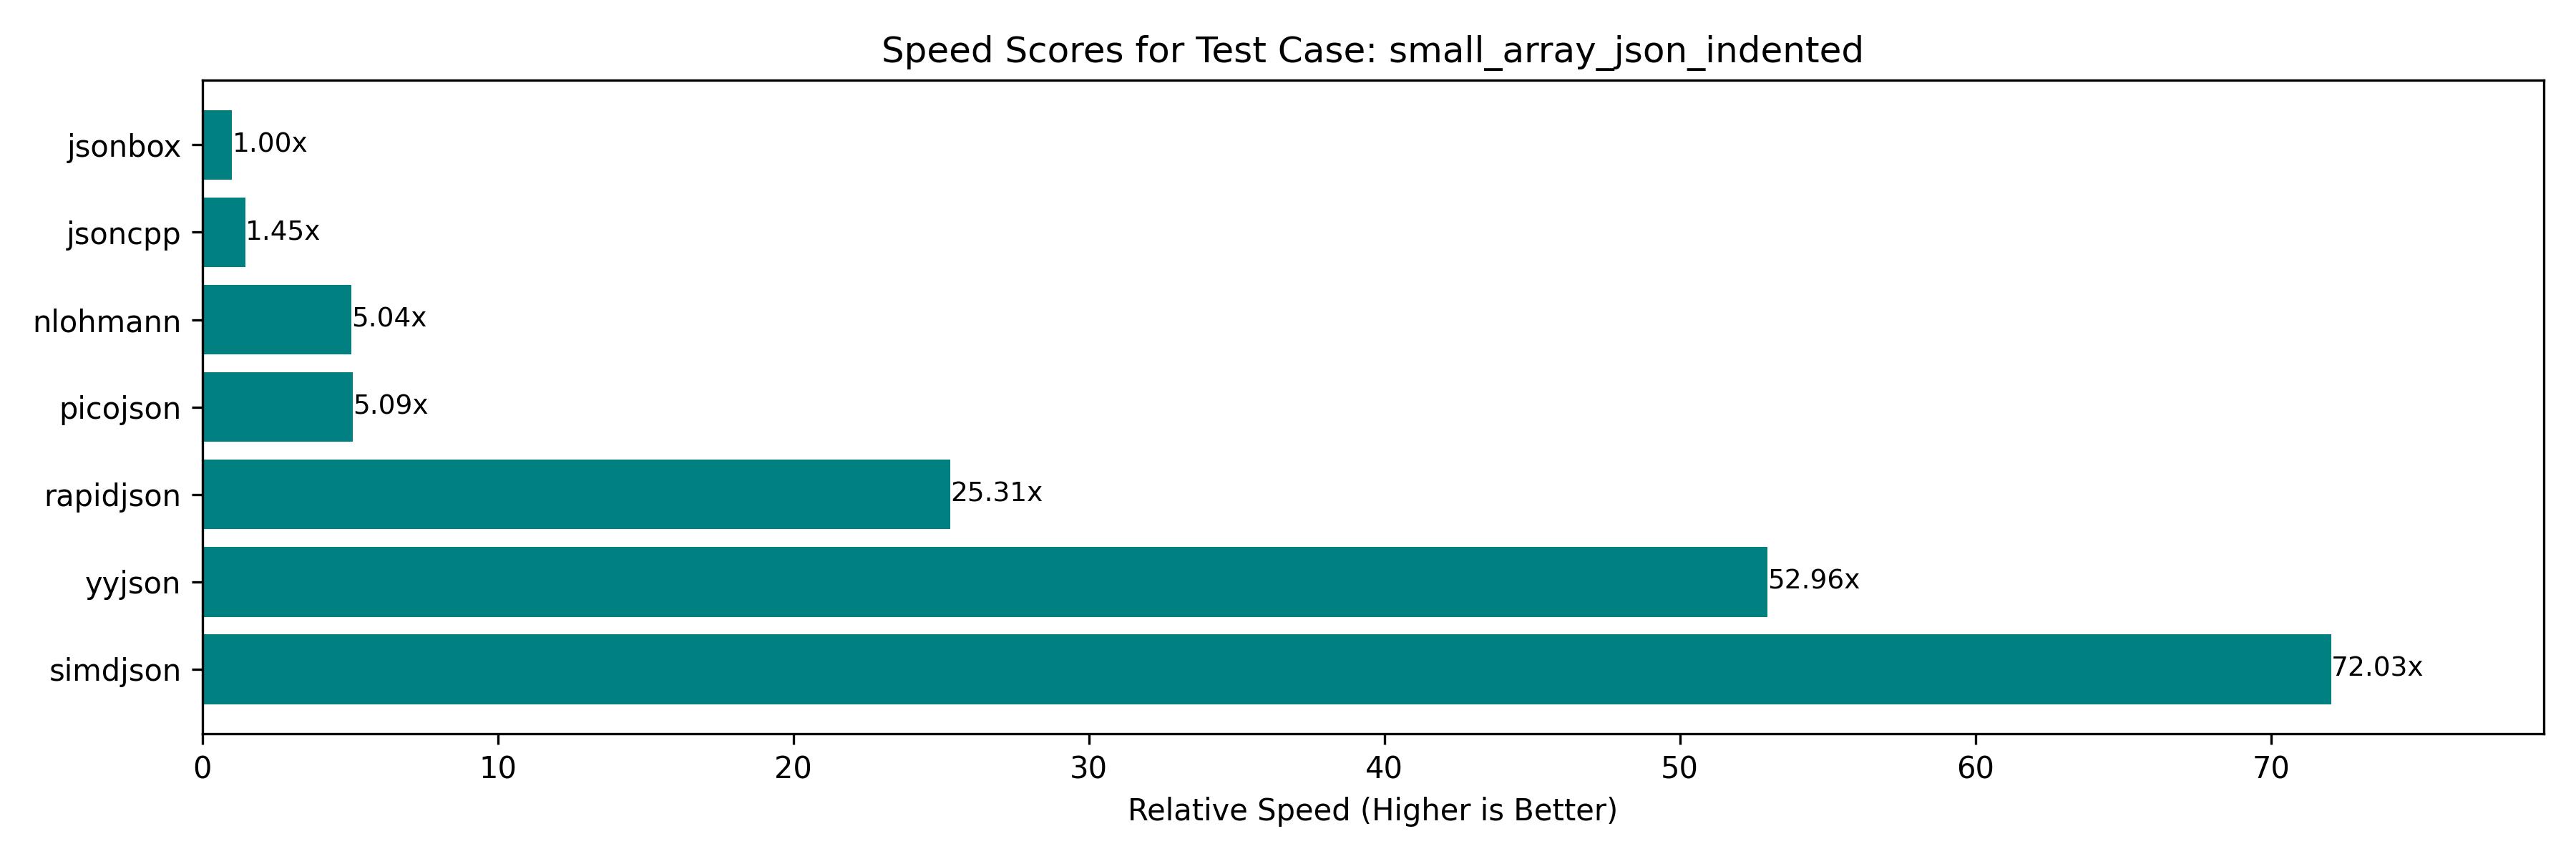 Speed Scores for Test Case: small_array_json_indented
jsonbox 1.00x
jsoncpp 1.45x
nlohmann 5.04x
picojson 5.09x
rapidjson 25.31x
yyjson 52.96x
simdjson 72.03x
0 10 20 30 40 50 60 70
Relative Speed (Higher is Better)